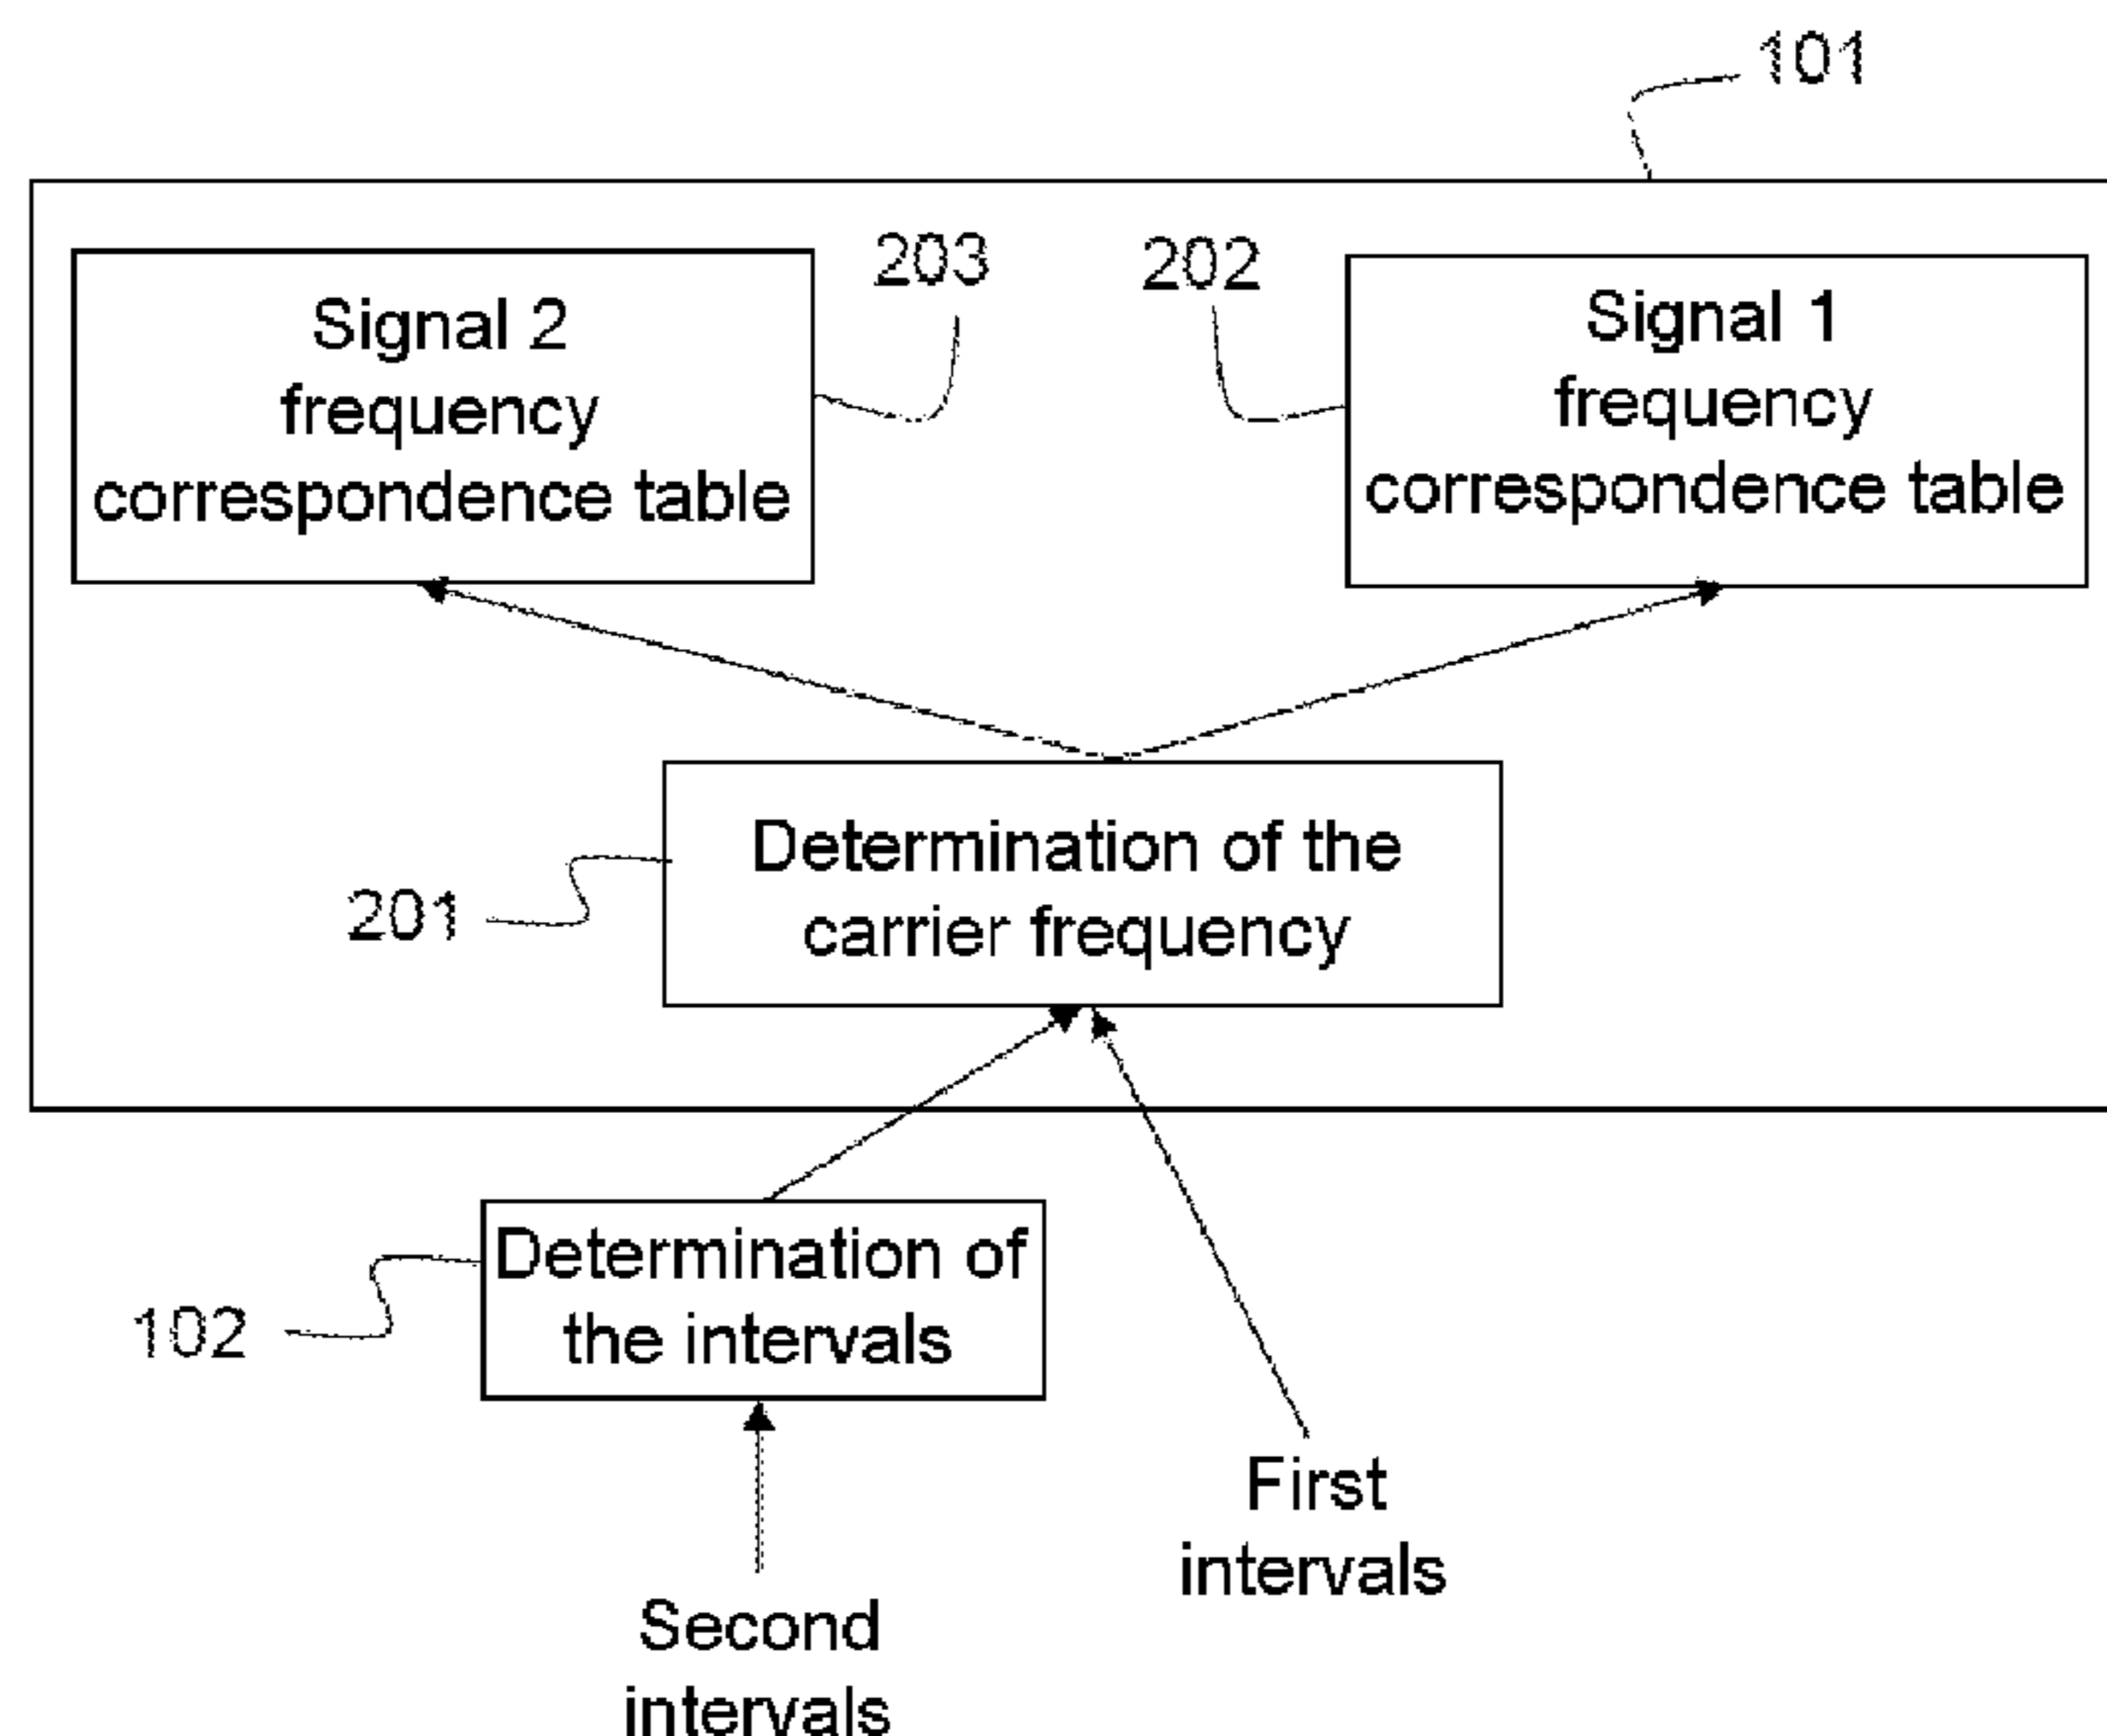 101
203
202
Signal 2
frequency
correspondence table
Signal 1
frequency
correspondence table
Determination of the
carrier frequency
201
Determination of
the intervals
102
First
intervals
Second
intervals